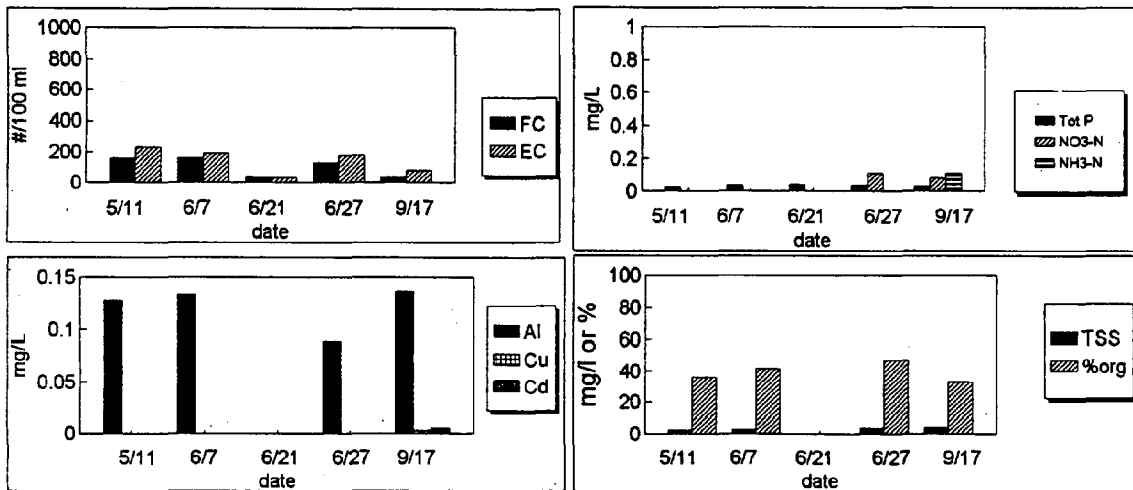 1000
800
600
400
200
0
#/100 ml
5/11 6/7 6/21 6/27 9/17
date
FC
EC
1
0.8
0.6
0.4
0.2
0
mg/L
5/11 6/7 6/21 6/27 9/17
date
Tot P
NO3-N
NH3-N
0.15
0.1
0.05
0
mg/L
5/11 6/7 6/21 6/27 9/17
date
Al
Cu
Cd
100
80
60
40
20
0
mg/l or %
5/11 6/7 6/21 6/27 9/17
date
TSS
%org